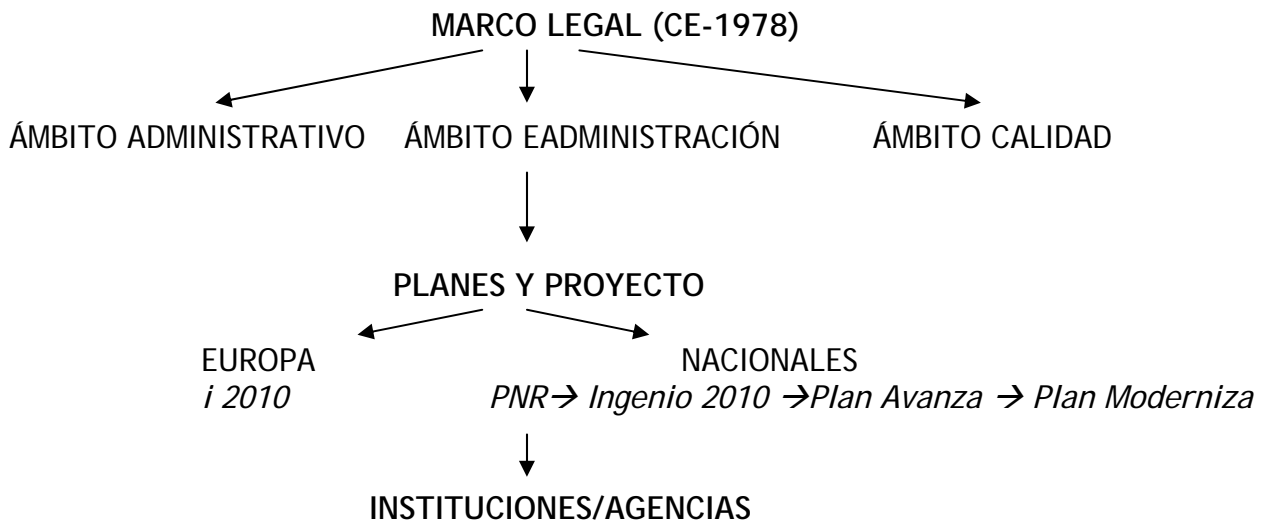 MARCO LEGAL (CE-1978)
ÁMBITO ADMINISTRATIVO ÁMBITO EADMINISTRACIÓN ÁMBITO CALIDAD
PLANES Y PROYECTO
EUROPA NACIONALES
i 2010 PNR→ Ingenio 2010 →Plan Avanza → Plan Moderniza
INSTITUCIONES/AGENCIAS